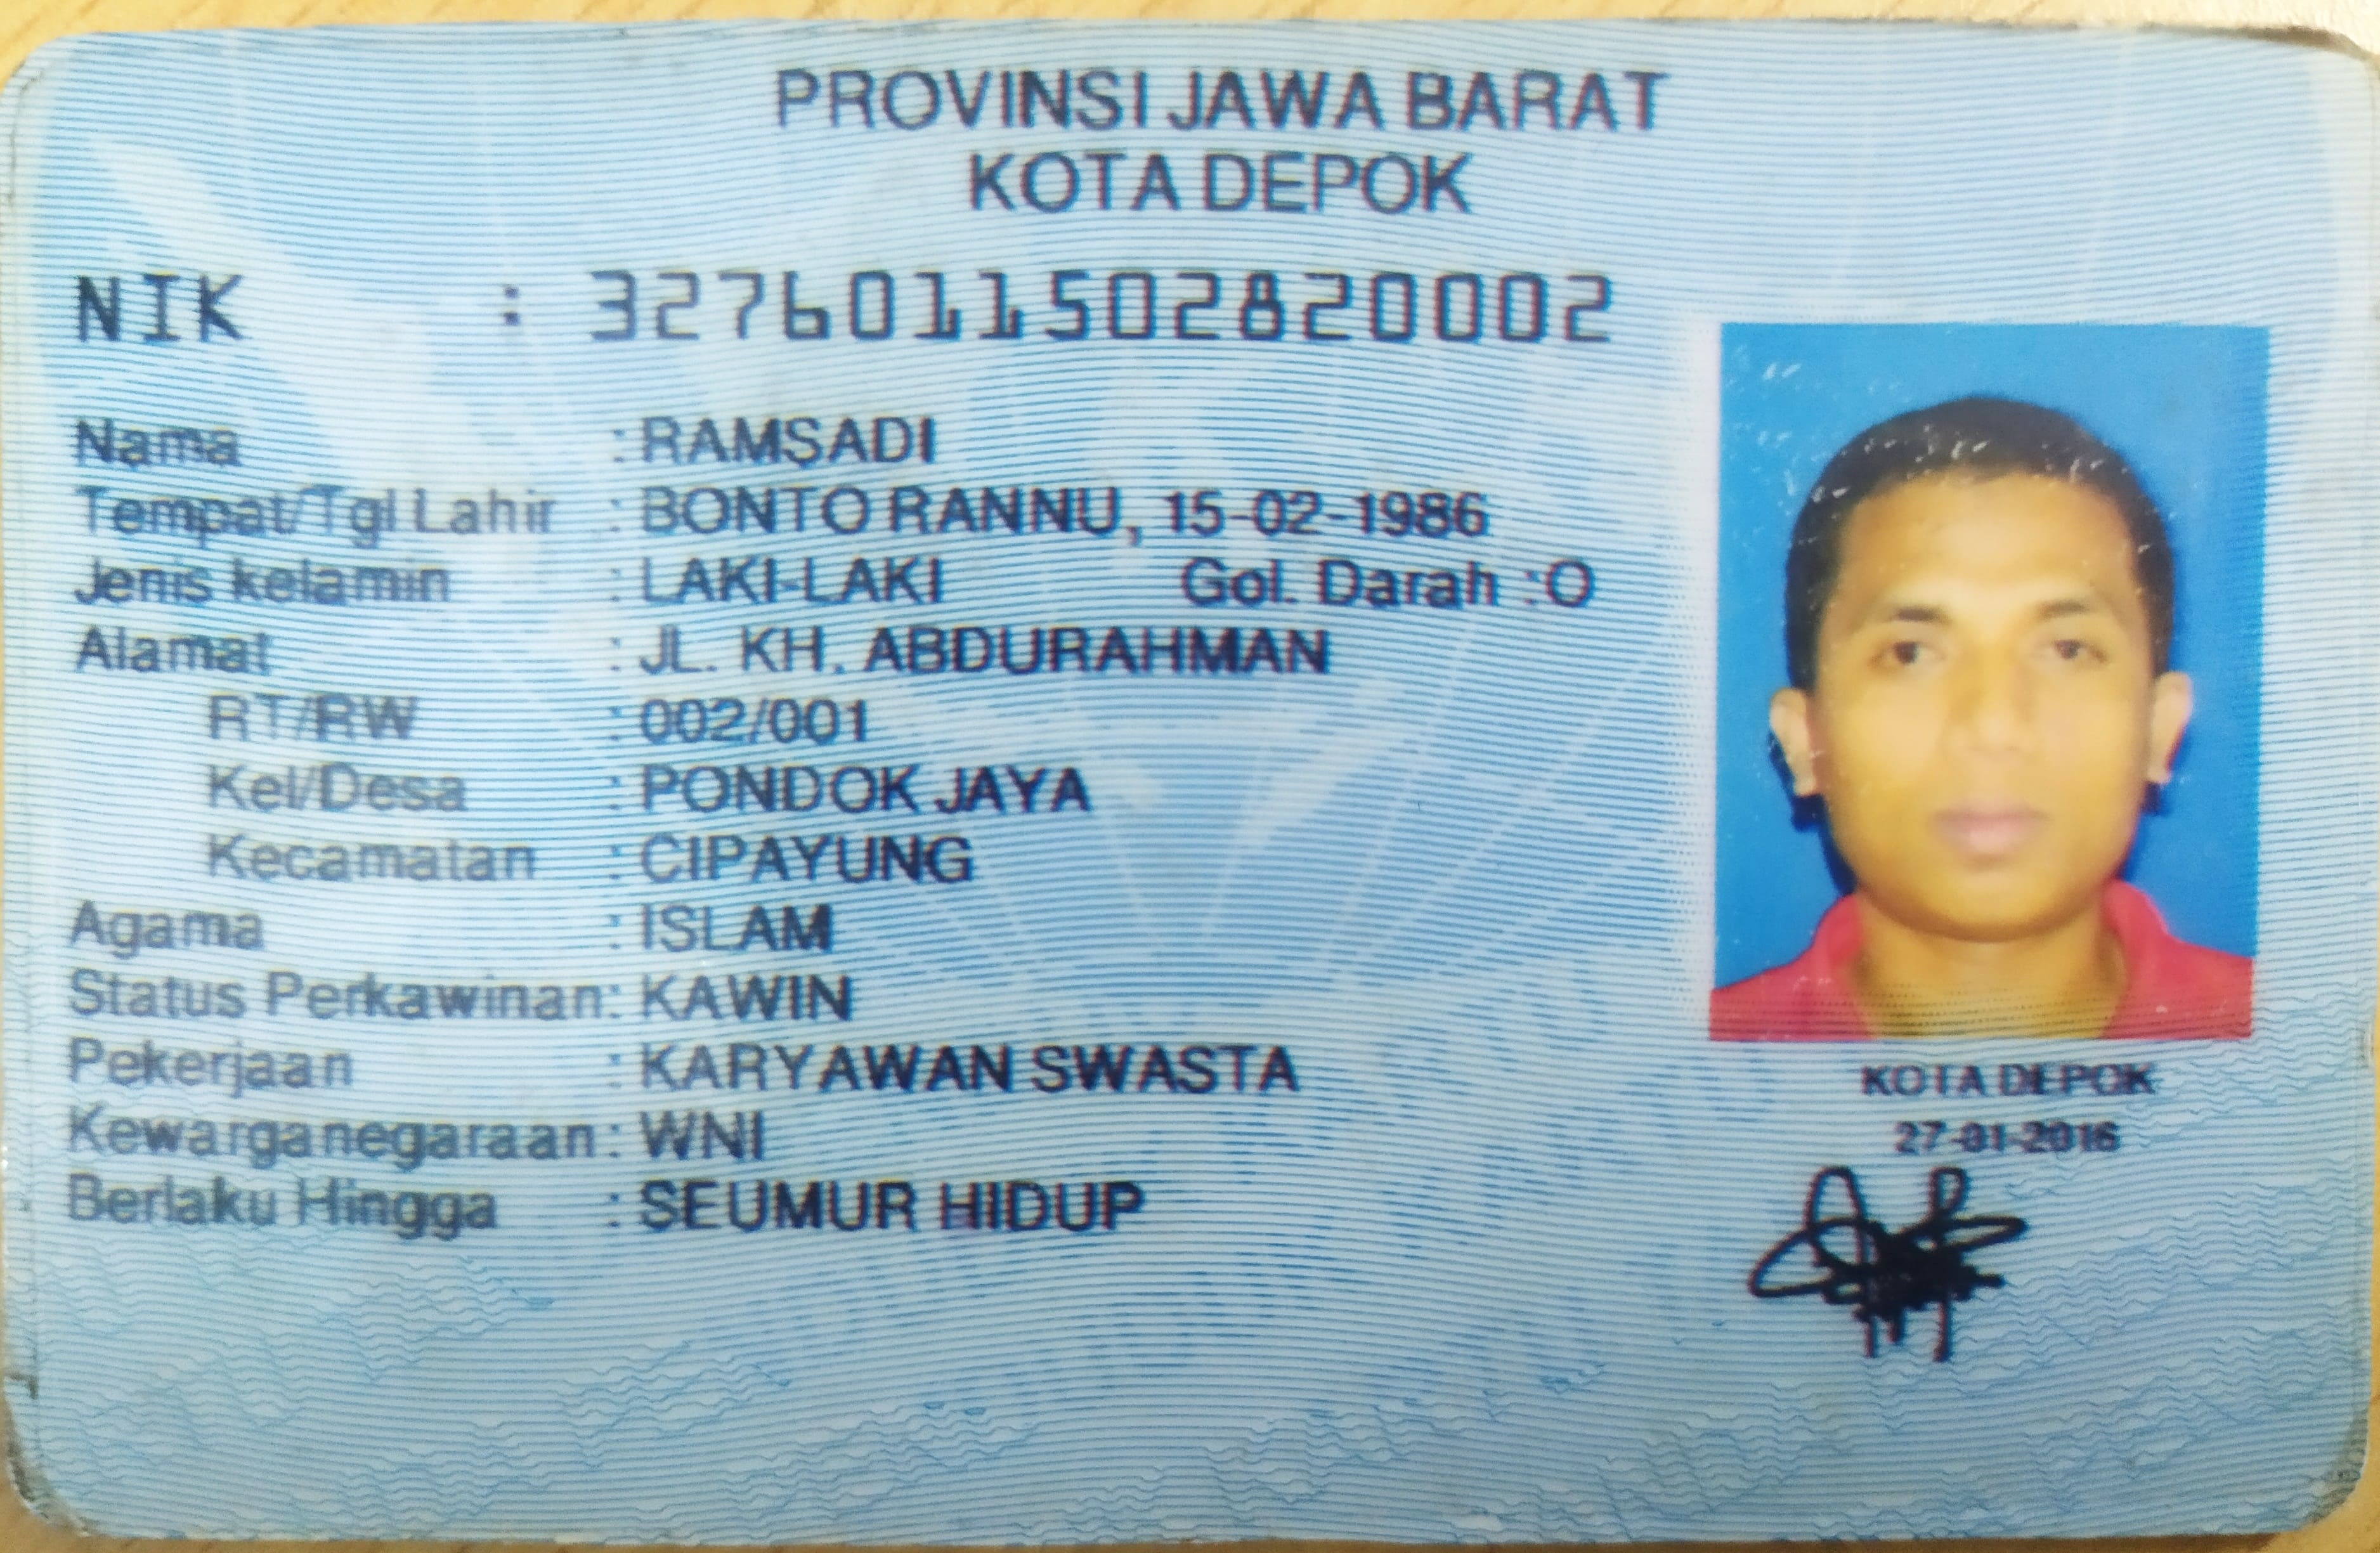 PROVINSI JAWA BARAT
KOTA DEPOK
NIK : 3276011502820002
Nama : RAMSADI
Tempat/Tgl Lahir : BONTO RANNU, 15-02-1986
Jenis kelamin : LAKI-LAKI Gol. Darah :O
Alamat : JL. KH. ABDURAHMAN
RT/RW : 002/001
Kel/Desa : PONDOK JAYA
Kecamatan : CIPAYUNG
Agama : ISLAM
Status Perkawinan: KAWIN
Pekerjaan : KARYAWAN SWASTA
Kewarganegaraan: WNI
Berlaku Hingga : SEUMUR HIDUP
KOTA DEPOK
27-01-2016